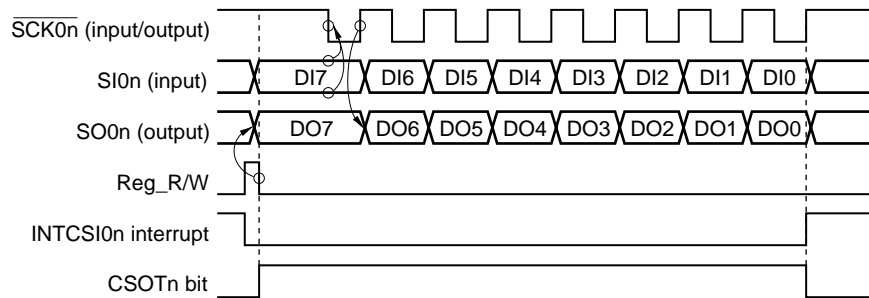 SCK0n (input/output)
SI0n (input) DI7 DI6 DI5 DI4 DI3 DI2 DI1 DI0
SO0n (output) DO7 DO6 DO5 DO4 DO3 DO2 DO1 DO0
Reg_R/W
INTCSI0n interrupt
CSOTn bit